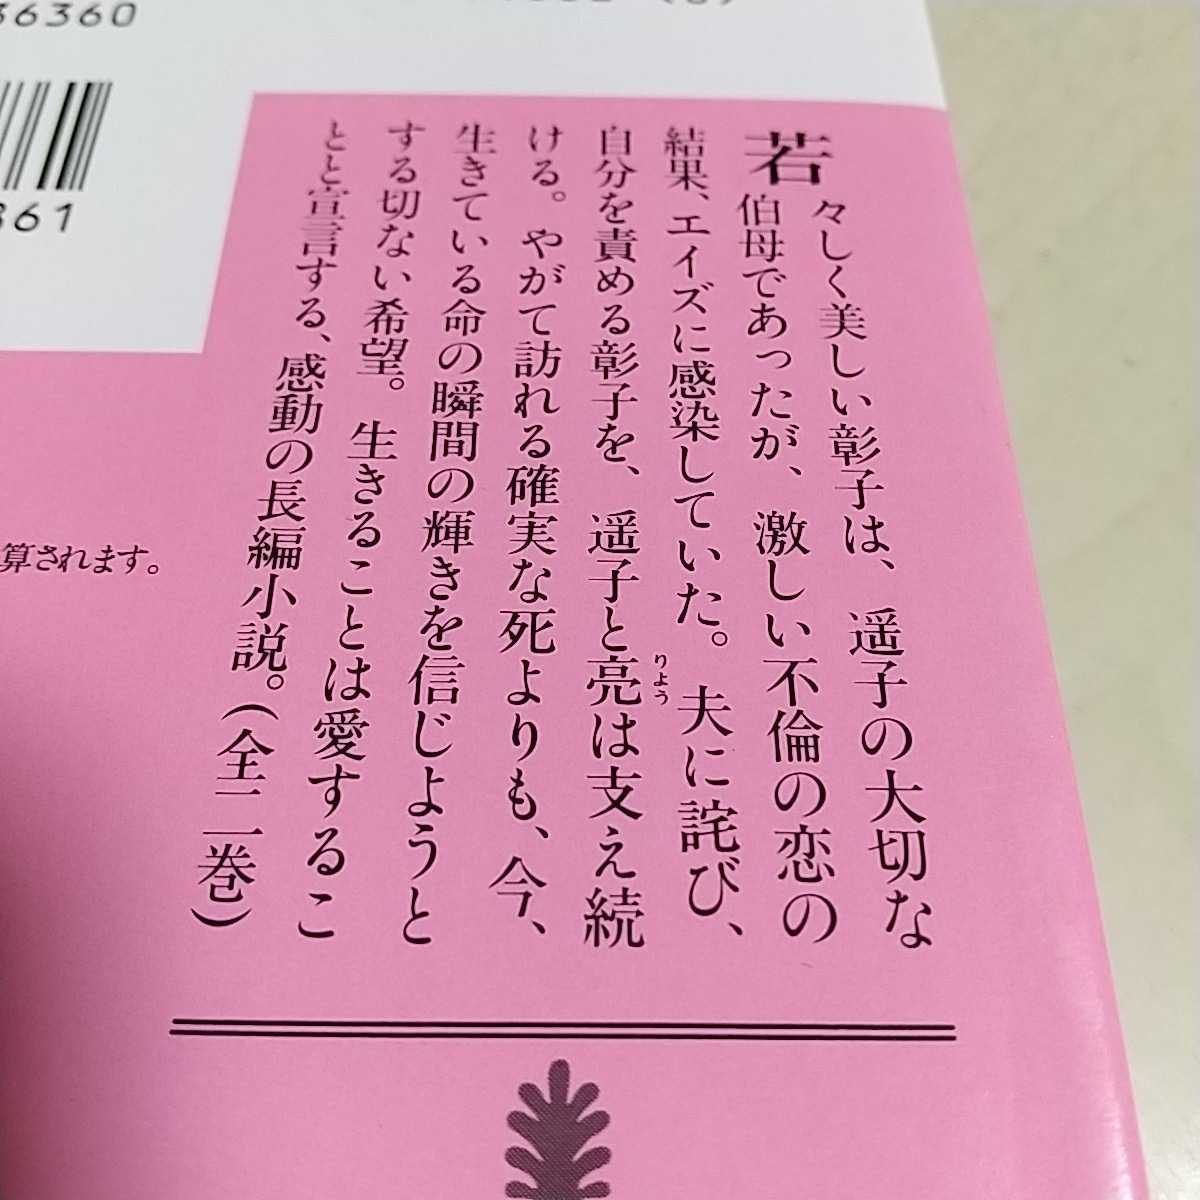 36360
861
若々しく美しい彰子は、遥子の大切な
伯母であったが、激しい不倫の恋の
結果、エイズに感染していた。夫に詫び、
自分を責める彰子を、遥子と亮は支え続
りよう
ける。やがて訪れる確実な死よりも、今、
生きている命の瞬間の輝きを信じようと
する切ない希望。生きることは愛するこ
とと宣言する、感動の長編小説。(全二巻)
算されます。